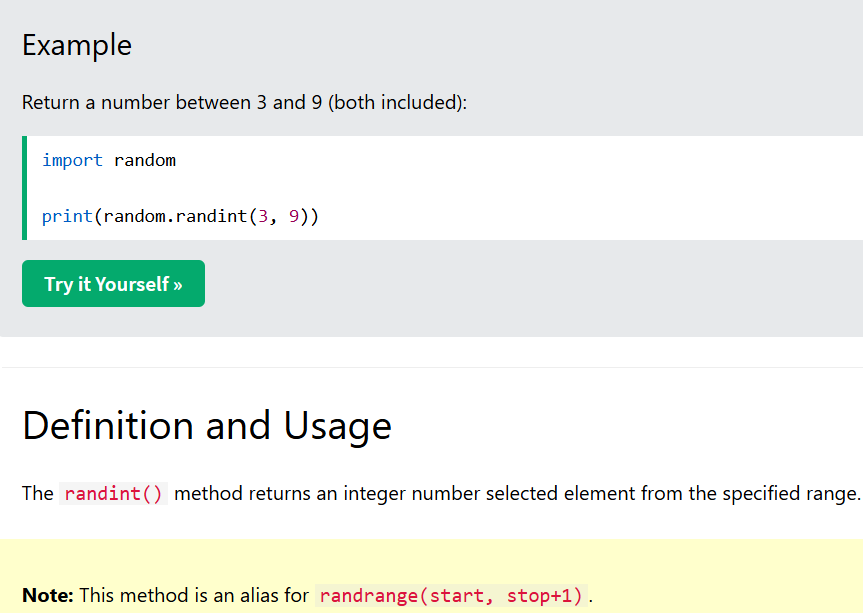 Example
Return a number between 3 and 9 (both included):
import random
print(random.randint(3, 9))
Try it Yourself »
Definition and Usage
The randint() method returns an integer number selected element from the specified range.
Note: This method is an alias for randrange(start, stop+1).